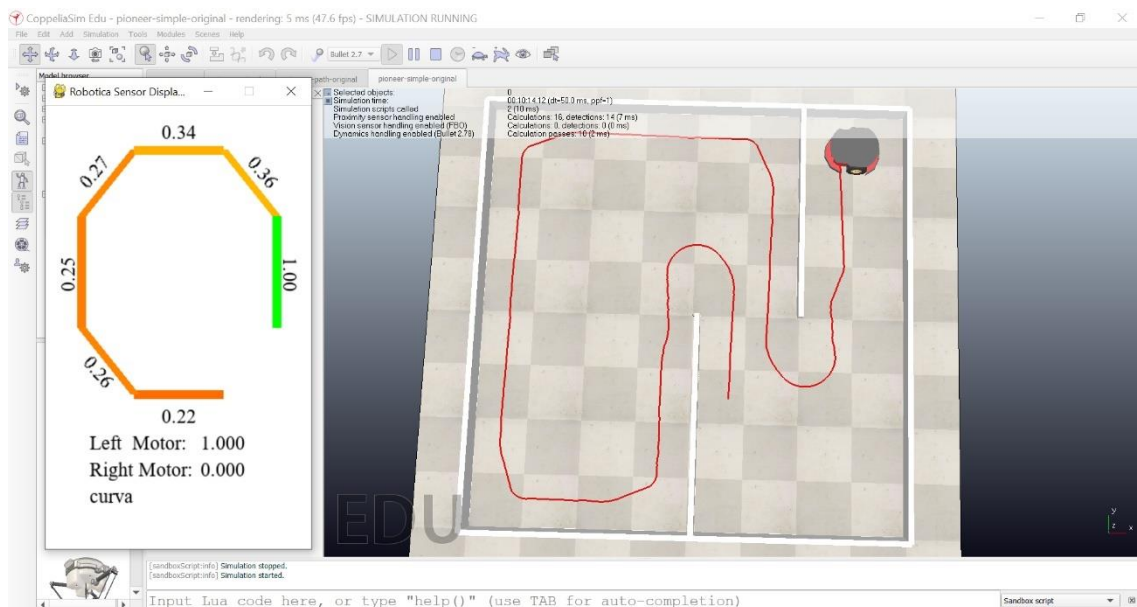 CoppeliaSim Edu - pioneer-simple-original - rendering: 5 ms (47.6 fps) - SIMULATION RUNNING
File Edit Add Simulation Tools Modules Scenes Help
Bullet 2.7
Model browser
path-original
pioneer-simple-original
Robotica Sensor Displa...
Selected objects: 0
Simulation time: 00:10:14.12 (dt=50.0 ms, ppf=1)
Simulation scripts called 2 (10 ms)
Proximity sensor handling enabled Calculations: 16, detections: 14 (7 ms)
Vision sensor handling enabled (FBO) Calculations: 0, detections: 0 (0 ms)
Dynamics handling enabled (Bullet 2.78) Calculation passes: 10 (2 ms)
0.34
0.27
0.36
0.25
1.00
0.26
0.22
Left Motor: 1.000
Right Motor: 0.000
curva
EDU
y
z x
[sandboxScript:info] Simulation stopped.
[sandboxScript:info] Simulation started.
Input Lua code here, or type "help()" (use TAB for auto-completion)
Sandbox script